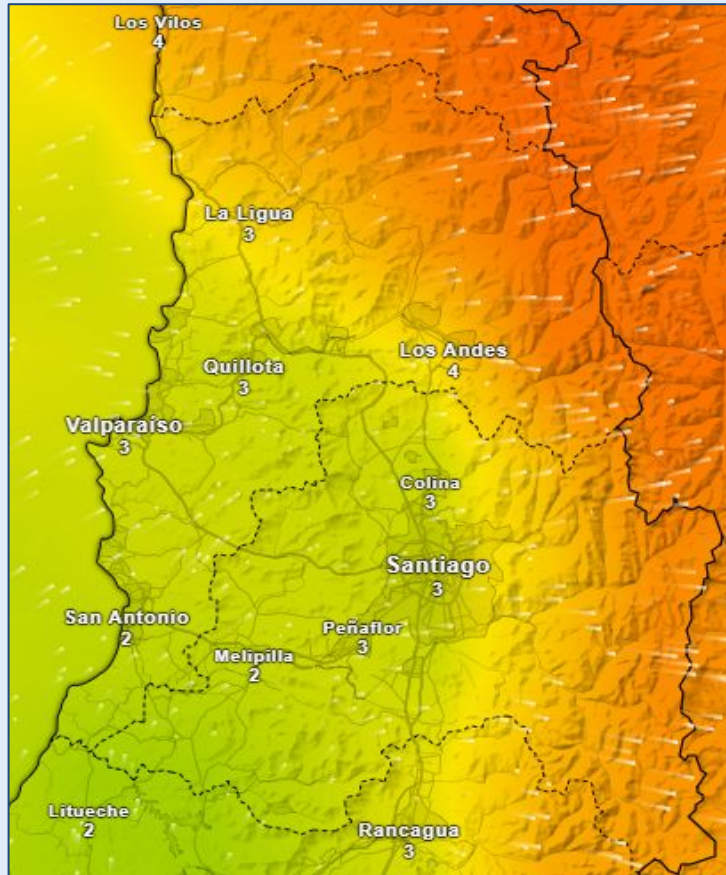 Los Vilos
4
La Ligua
3
Los Andes
4
Quillota
3
Valparaíso
3
Colina
3
Santiago
3
San Antonio
2
Peñaflor
3
Melipilla
2
Litueche
2
Rancagua
3